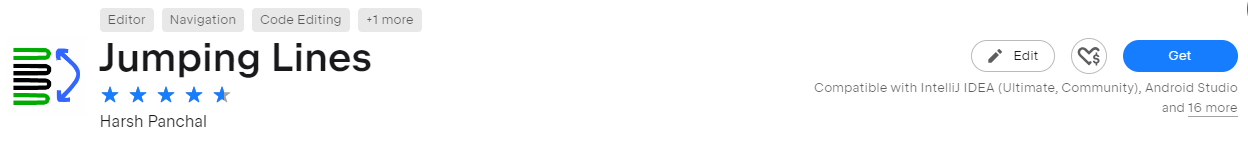 Editor Navigation Code Editing +1 more
Jumping Lines
Edit Get
Harsh Panchal
Compatible with IntelliJ IDEA (Ultimate, Community), Android Studio
and 16 more